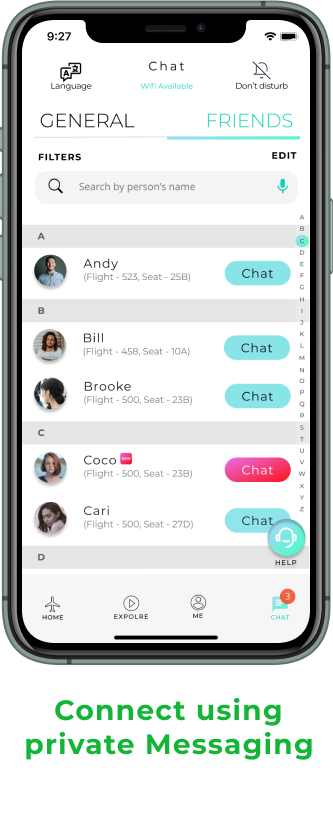 9:27
Language
Chat
Wifi Available
Don't disturb
GENERAL
FRIENDS
FILTERS
EDIT
Search by person's name
A
B
C
D
E
F
G
H
I
J
K
L
M
N
O
P
Q
R
S
T
U
V
W
X
Y
Z
A
Andy
(Flight - 523, Seat - 25B)
Chat
B
Bill
(Flight - 458, Seat - 10A)
Chat
Brooke
(Flight - 500, Seat - 23B)
Chat
C
Coco NEW
(Flight - 500, Seat - 23B)
Chat
Cari
(Flight - 500, Seat - 27D)
Chat
D
HELP
HOME
EXPOLRE
ME
3
CHAT
Connect using
private Messaging